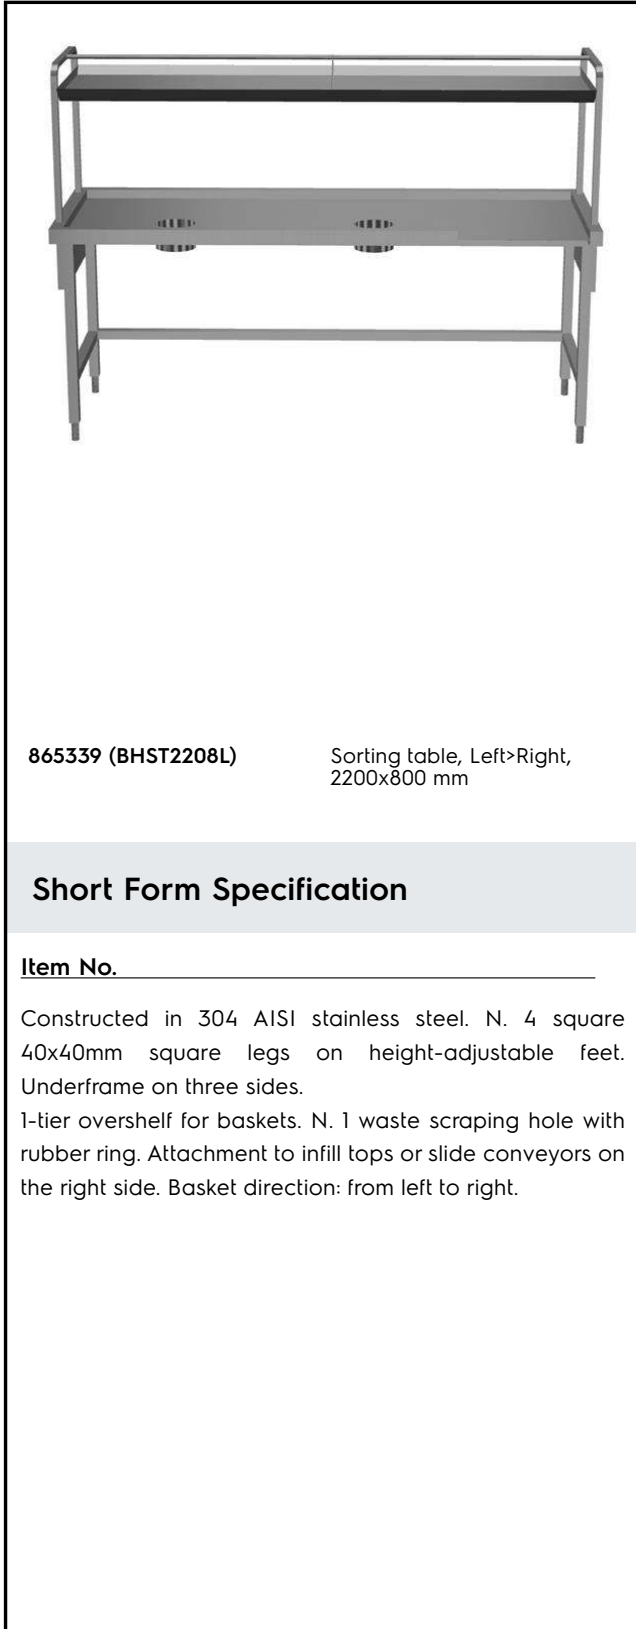 865339 (BHST2208L)
Sorting table, Left>Right,
2200x800 mm
Short Form Specification
Item No.
Constructed in 304 AISI stainless steel. N. 4 square
40x40mm square legs on height-adjustable feet.
Underframe on three sides.
1-tier overshelf for baskets. N. 1 waste scraping hole with
rubber ring. Attachment to infill tops or slide conveyors on
the right side. Basket direction: from left to right.